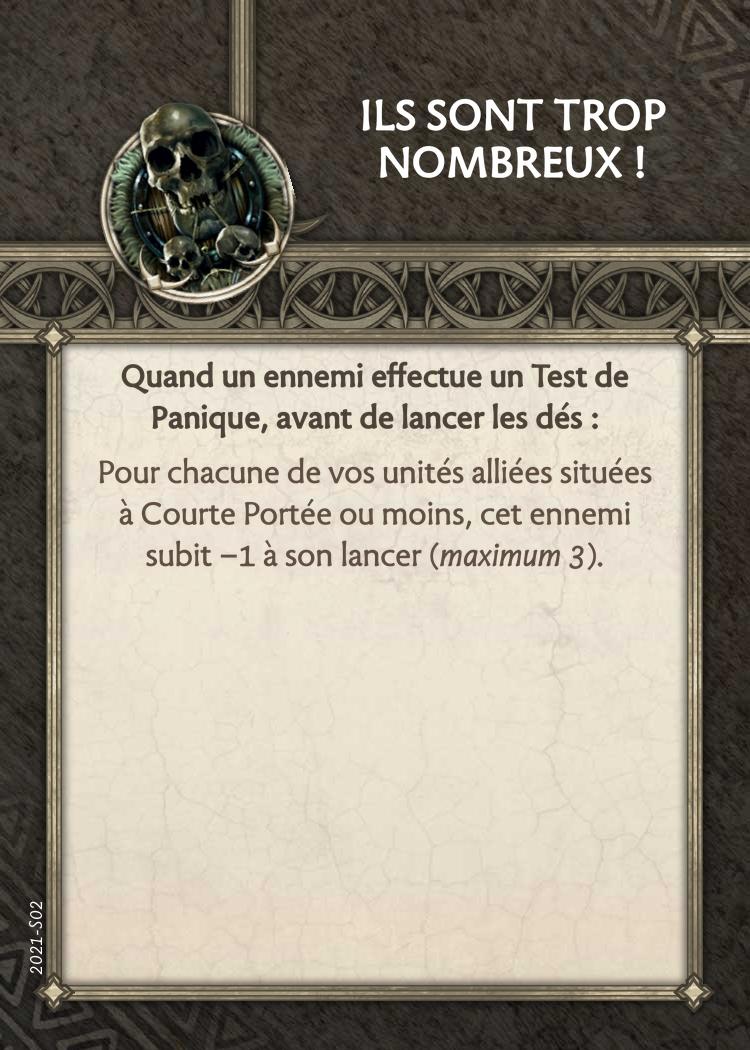 ILS SONT TROP
NOMBREUX !
Quand un ennemi effectue un Test de
Panique, avant de lancer les dés :
Pour chacune de vos unités alliées situées
à Courte Portée ou moins, cet ennemi
subit −1 à son lancer (maximum 3).
2021-S02